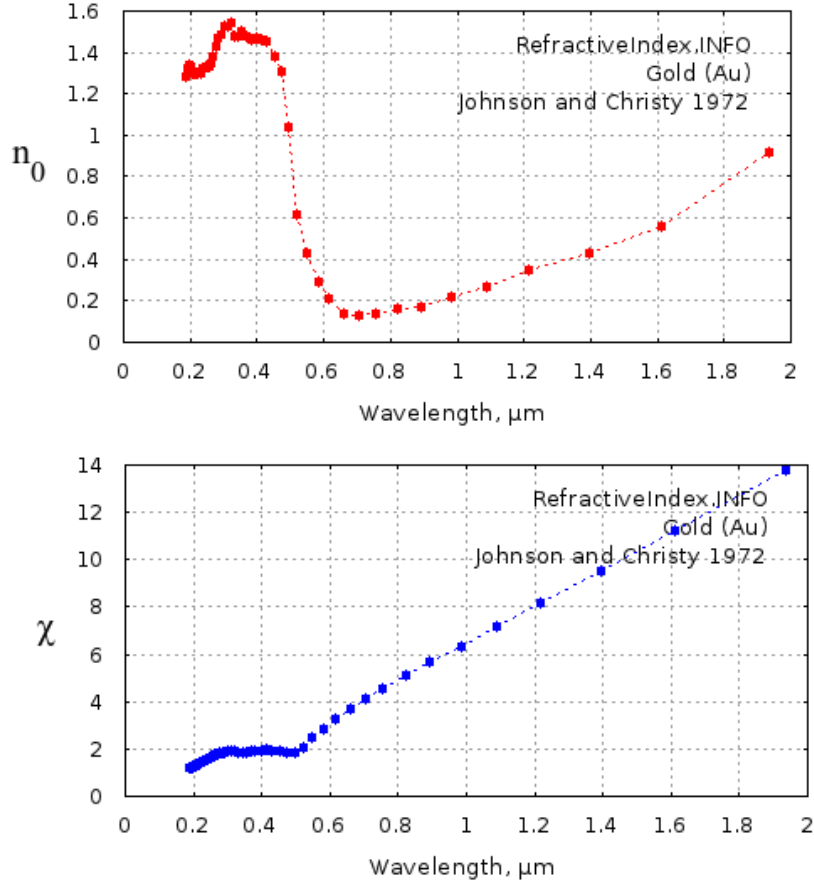 1.6
1.4
1.2
1
0.8
0.6
0.4
0.2
0
n0
RefractiveIndex.INFO
Gold (Au)
Johnson and Christy 1972
0 0.2 0.4 0.6 0.8 1 1.2 1.4 1.6 1.8 2
Wavelength, μm
14
12
10
8
6
4
2
0
χ
RefractiveIndex.INFO
Gold (Au)
Johnson and Christy 1972
0 0.2 0.4 0.6 0.8 1 1.2 1.4 1.6 1.8 2
Wavelength, μm